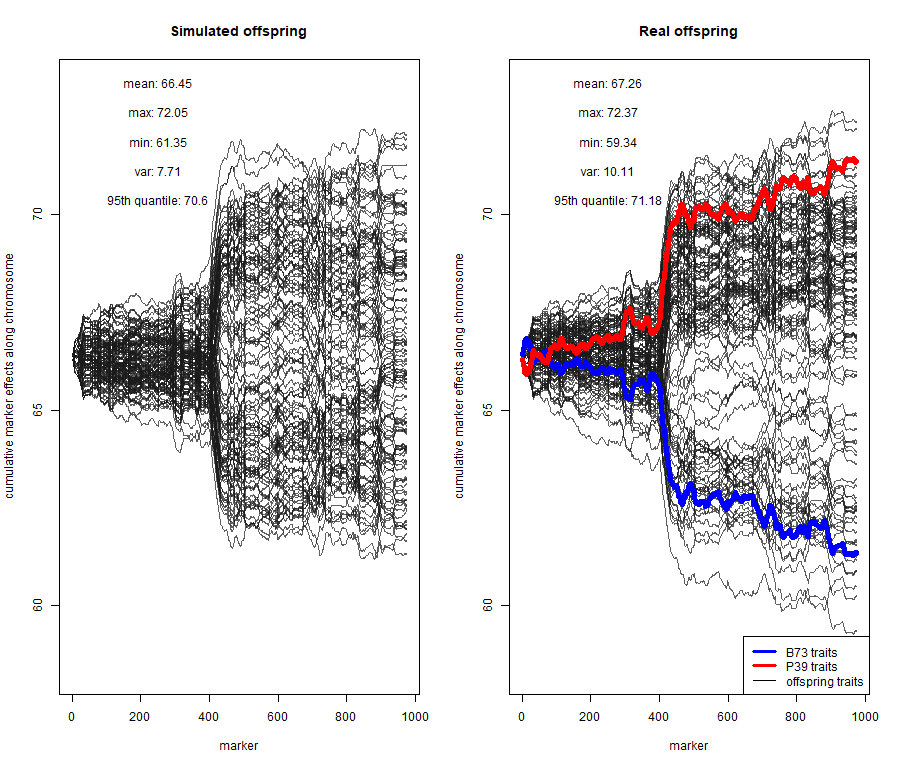 Simulated offspring
mean: 66.45
max: 72.05
min: 61.35
var: 7.71
95th quantile: 70.6
cumulative marker effects along chromosome
70
65
60
0 200 400 600 800 1000
marker
Real offspring
mean: 67.26
max: 72.37
min: 59.34
var: 10.11
95th quantile: 71.18
cumulative marker effects along chromosome
70
65
60
B73 traits
P39 traits
offspring traits
0 200 400 600 800 1000
marker